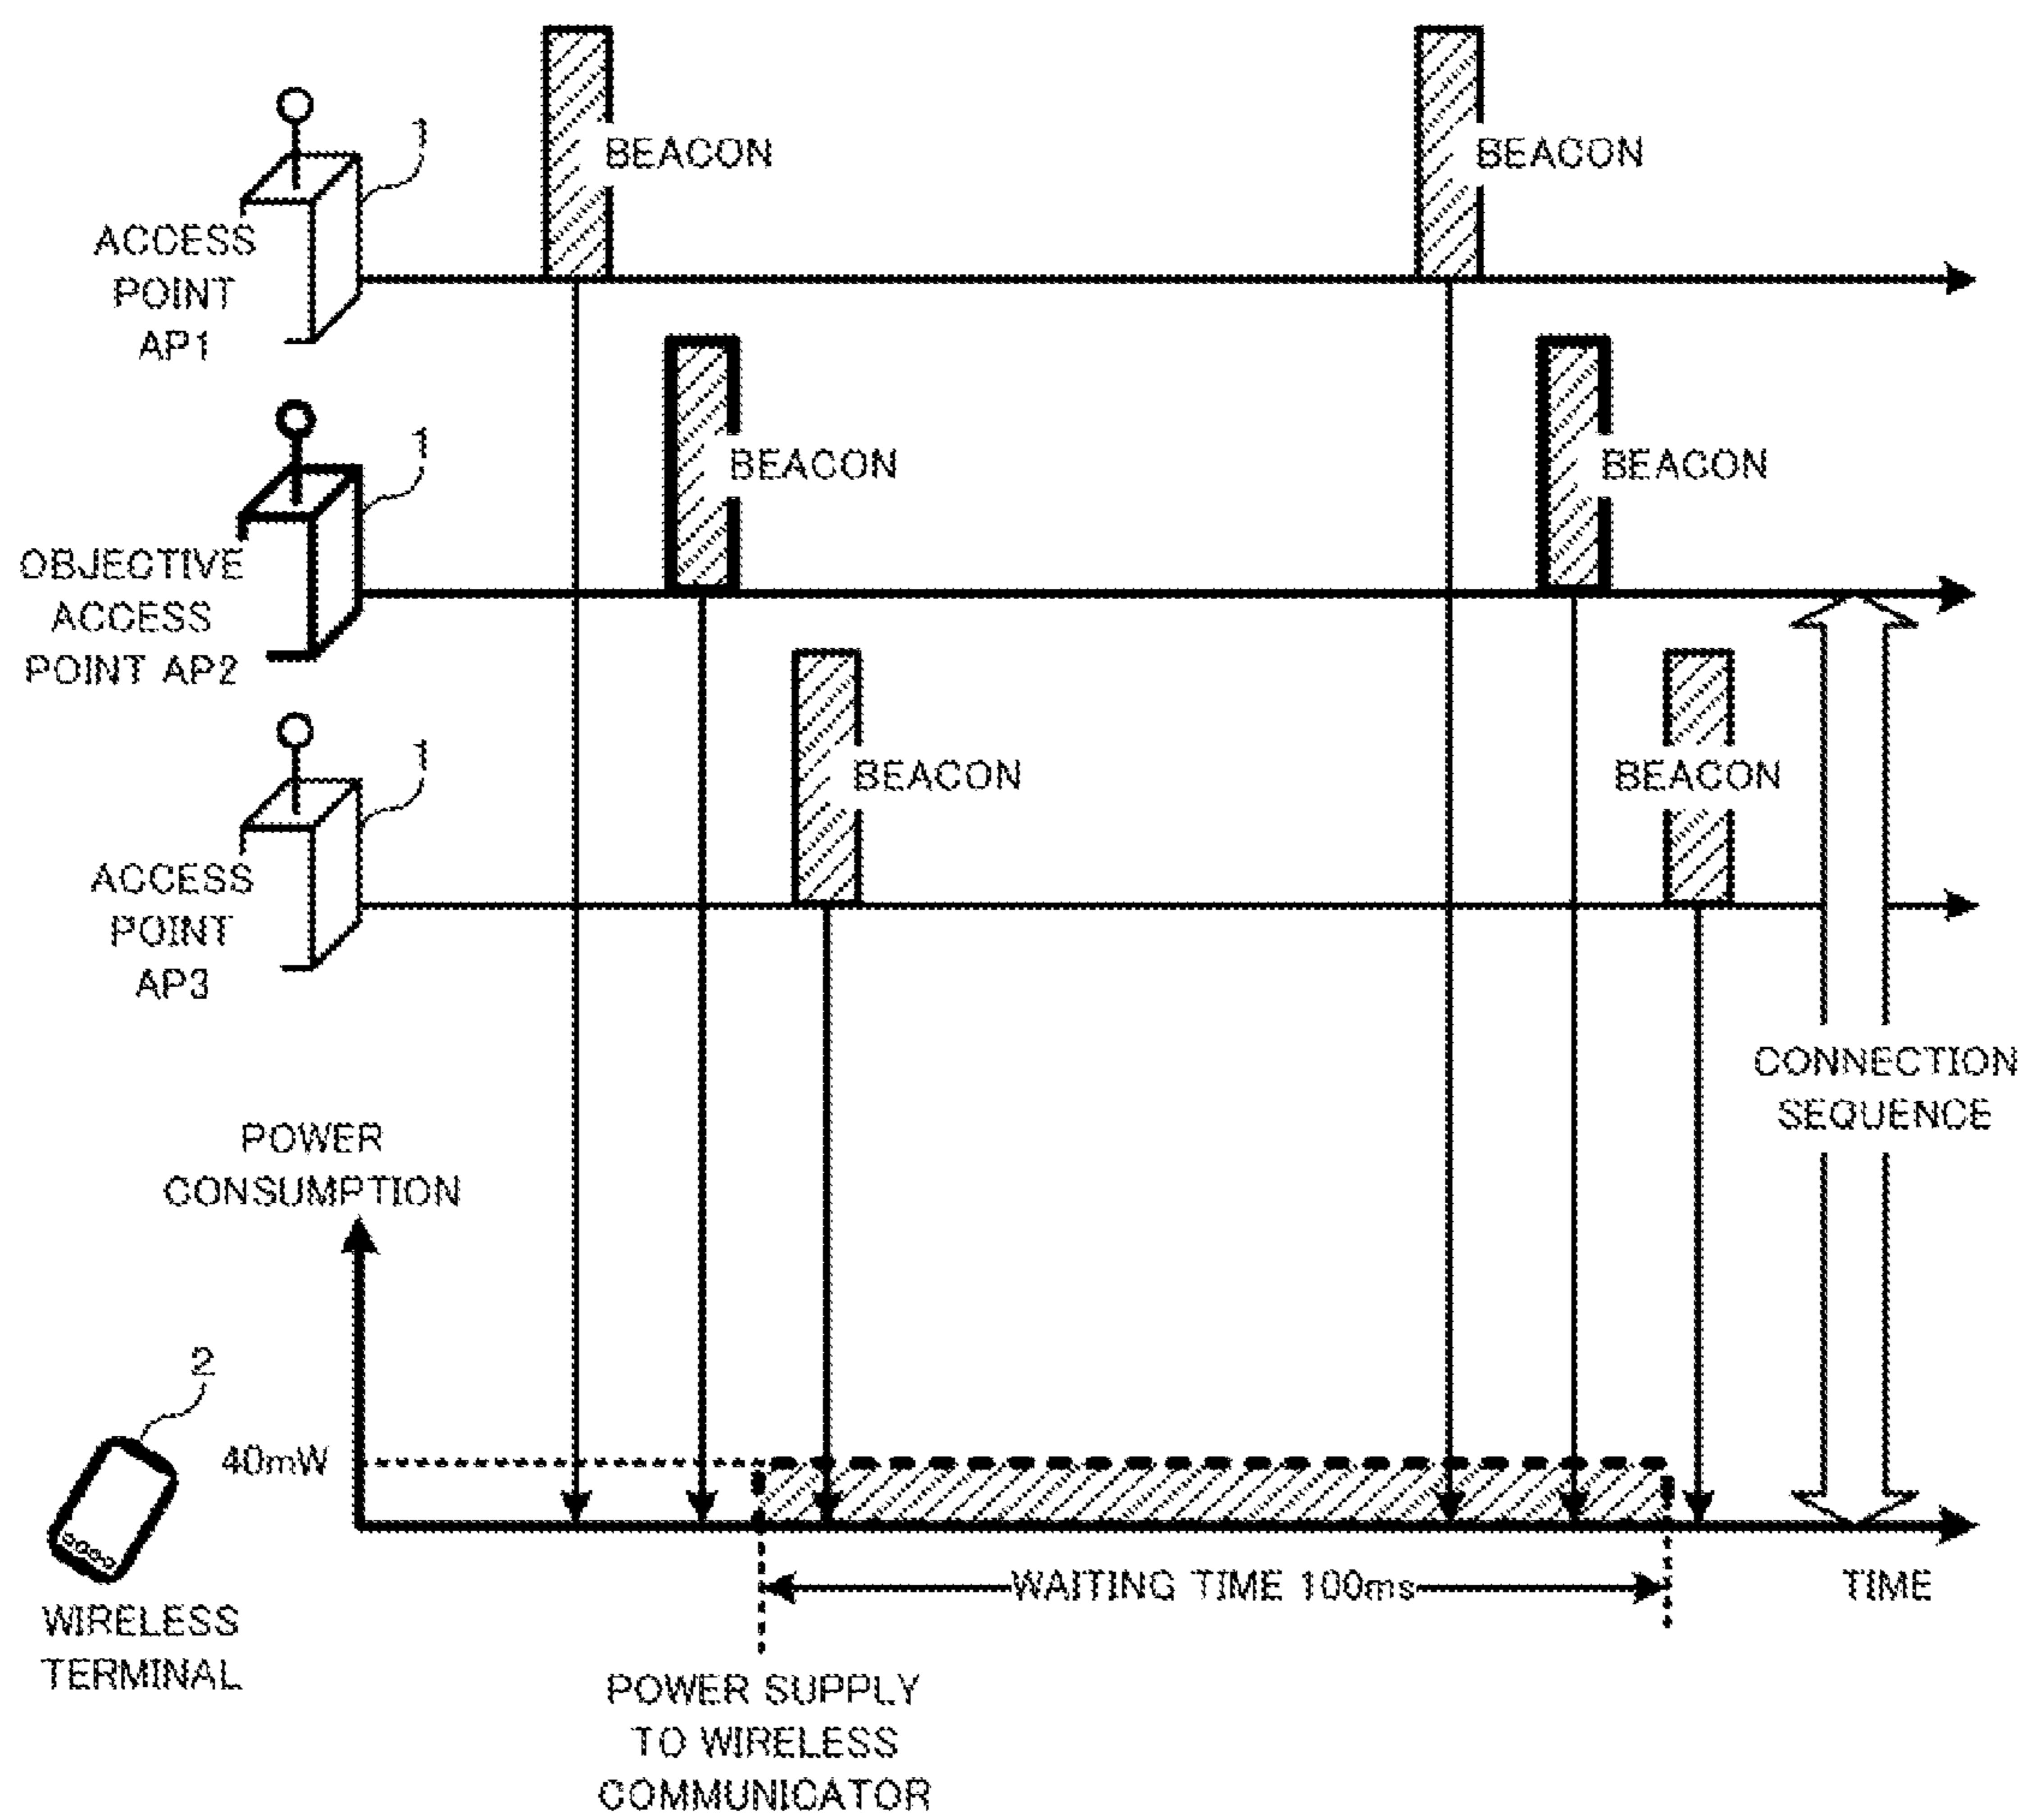 BEACON
BEACON
1
ACCESS
POINT
AP1
1
BEACON
BEACON
OBJECTIVE
ACCESS
POINT AP2
1
BEACON
BEACON
ACCESS
POINT
AP3
CONNECTION
SEQUENCE
POWER
CONSUMPTION
2
40mW
WAITING TIME 100ms
TIME
WIRELESS
TERMINAL
POWER SUPPLY
TO WIRELESS
COMMUNICATOR